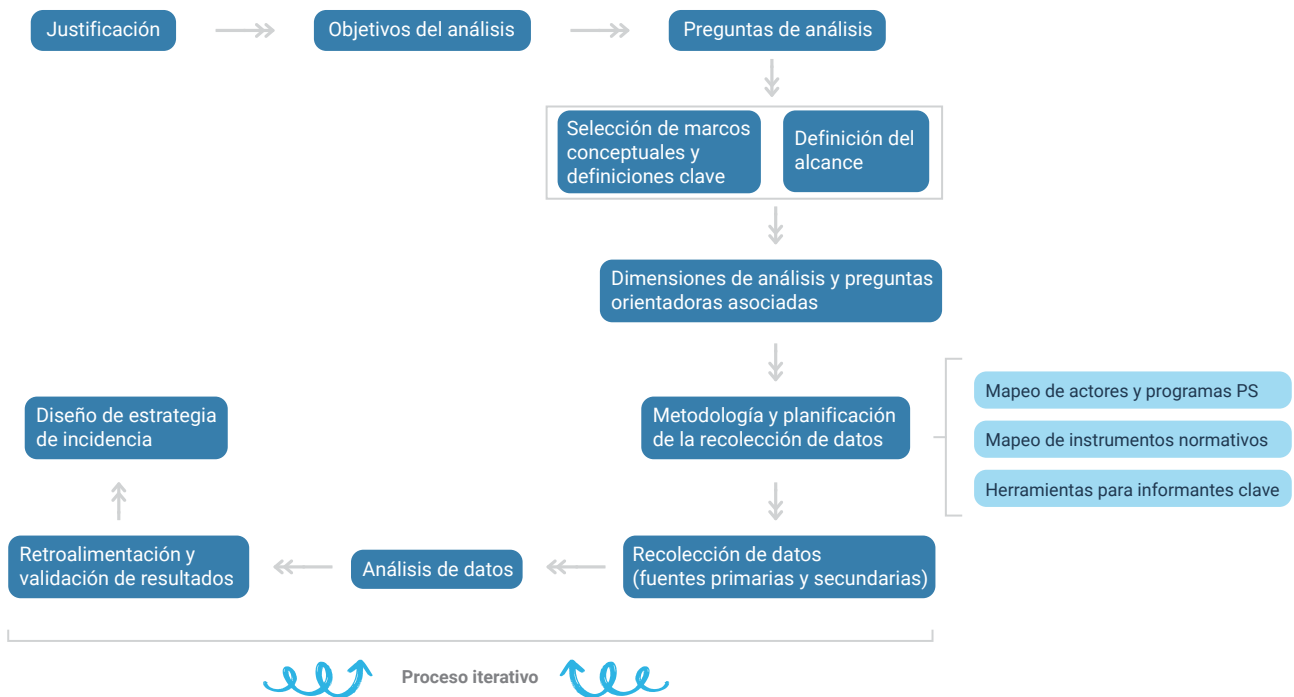 Justificación
Objetivos del análisis
Preguntas de análisis
Selección de marcos
conceptuales y
definiciones clave
Definición del
alcance
Dimensiones de análisis y preguntas
orientadoras asociadas
Metodología y planificación
de la recolección de datos
Mapeo de actores y programas PS
Mapeo de instrumentos normativos
Herramientas para informantes clave
Recolección de datos
(fuentes primarias y secundarias)
Análisis de datos
Retroalimentación y
validación de resultados
Diseño de estrategia
de incidencia
Proceso iterativo